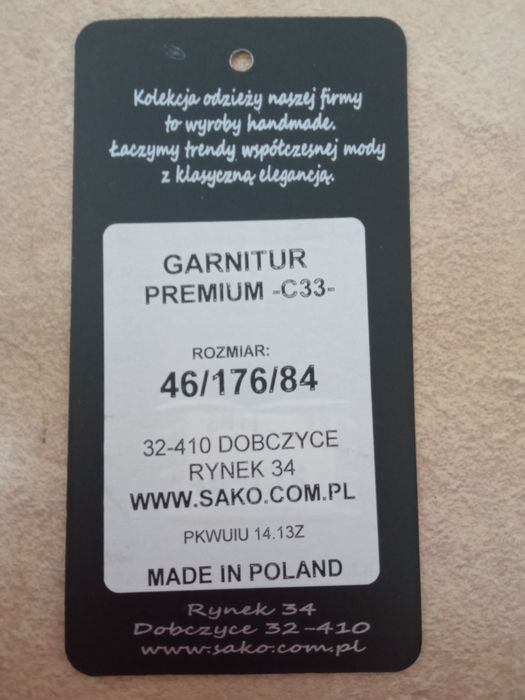 Kolekcja odzieży naszej firmy
to wyroby handmade.
Łączymy trendy współczesnej mody
z klasyczną elegancją.
GARNITUR
PREMIUM -C33-
ROZMIAR:
46/176/84
32-410 DOBCZYCE
RYNEK 34
WWW.SAKO.COM.PL
PKWUIU 14.13Z
MADE IN POLAND
Rynek 34
Dobczyce 32-410
www.sako.com.pl